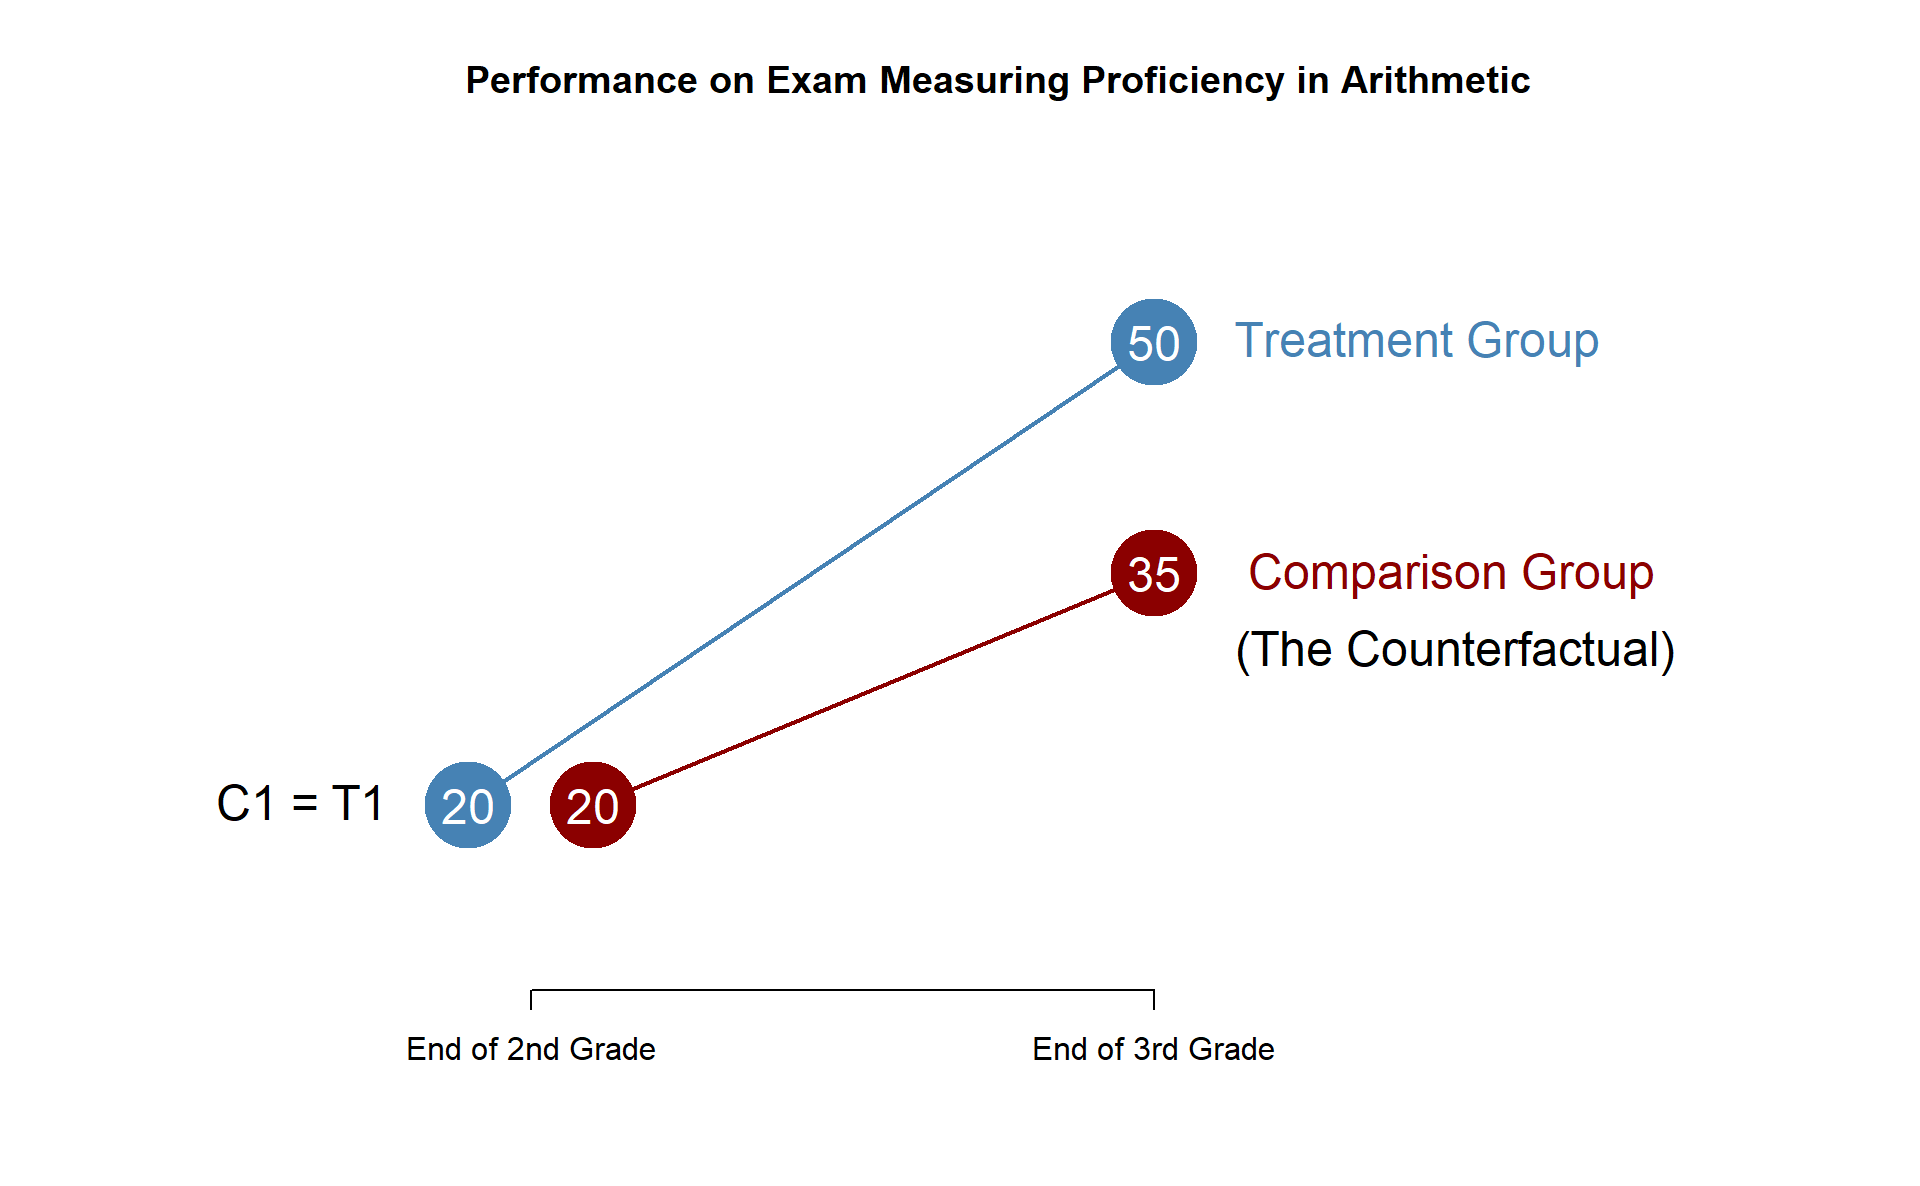 Performance on Exam Measuring Proficiency in Arithmetic
50 Treatment Group
35 Comparison Group
(The Counterfactual)
C1 = T1 20 20
End of 2nd Grade End of 3rd Grade